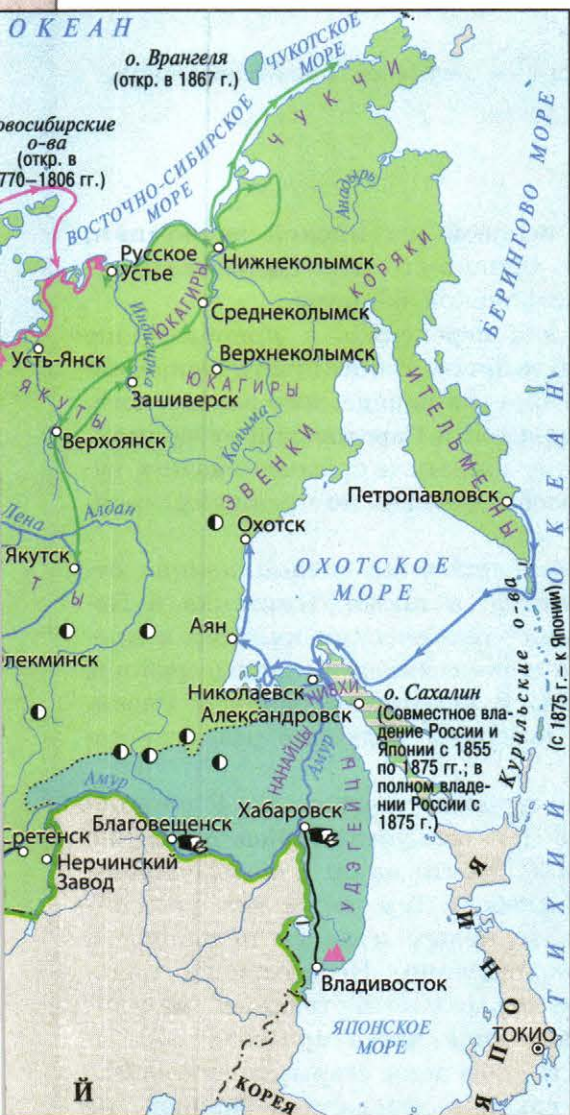 ОКЕАН
о. Врангеля
(откр. в 1867 г.)
ЧУКОТСКОЕ
МОРЕ
овосибирские
о-ва
(откр. в
770–1806 гг.)
ВОСТОЧНО-СИБИРСКОЕ
МОРЕ
ЧУКЧИ
Анадырь
БЕРИНГОВО МОРЕ
Русское
Устье
Нижнеколымск
КОРЯКИ
ЮКАГИРЫ
Среднеколымск
Индигирка
Усть-Янск
Верхнеколымск
ЮКАГИРЫ
Зашиверск
ЯКУТЫ
Колыма
ИТЕЛЬМЕНЫ
Верхоянск
ЭВЕНКИ
Петропавловск
Лена
Алдан
Охотск
ОХОТСКОЕ
МОРЕ
Якутск
ТЫ
Аян
лекминск
Николаевск
НИВХИ
Александровск
о. Сахалин
(Совместное вла-
дение России и
Японии с 1855
по 1875 гг.; в
полном владе-
нии России с
1875 г.)
Курильские о-ва
(с 1875 г.– к Японии)
НАНАЙЦЫ
Амур
Амур
УДЭГЕЙЦЫ
Хабаровск
Благовещенск
Сретенск
Нерчинский
Завод
Владивосток
ЯПОНСКОЕ
МОРЕ
ЯПОНИЯ
ТОКИО
ТИХИЙ ОКЕАН
КОРЕЯ
Й